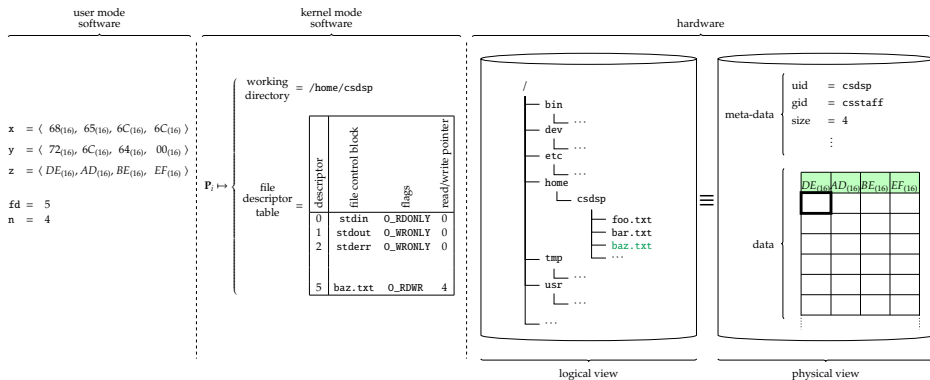 user mode
software
kernel mode
software
hardware
x = ⟨ 68(16), 65(16), 6C(16), 6C(16) ⟩
y = ⟨ 72(16), 6C(16), 64(16), 00(16) ⟩
z = ⟨ DE(16), AD(16), BE(16), EF(16) ⟩
fd = 5
n = 4
Pi ↦
working
directory = /home/csdsp
file
descriptor
table =
descriptor file control block flags read/write pointer
0 stdin O_RDONLY 0
1 stdout O_WRONLY 0
2 stderr O_WRONLY 0
5 baz.txt O_RDWR 4
/
bin
...
dev
...
etc
...
home
csdsp
foo.txt
bar.txt
baz.txt
...
tmp
...
usr
...
...
≡
meta-data
uid = csdsp
gid = csstaff
size = 4
⋮
data
DE(16) AD(16) BE(16) EF(16)
logical view
physical view